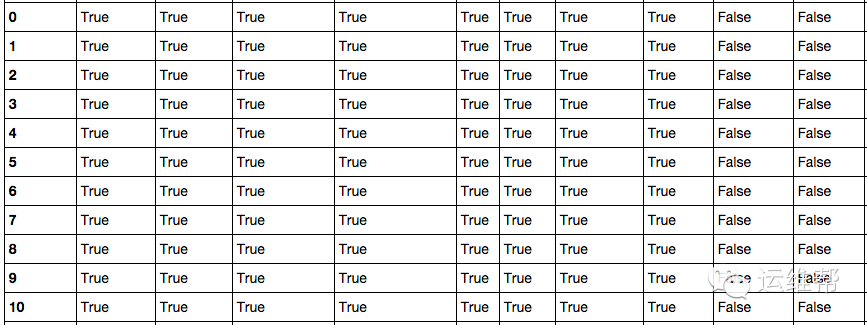 0 True True True True True True True True False False
1 True True True True True True True True False False
2 True True True True True True True True False False
3 True True True True True True True True False False
4 True True True True True True True True False False
5 True True True True True True True True False False
6 True True True True True True True True False False
7 True True True True True True True True False False
8 True True True True True True True True False False
9 True True True True True True True True False False
运维帮
10 True True True True True True True True False False